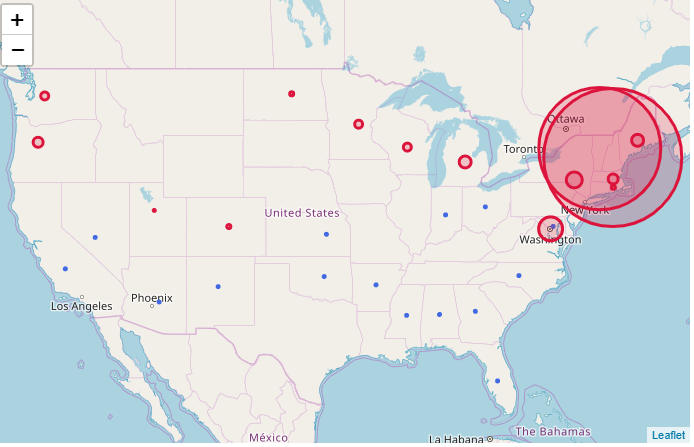 +
−
Ottawa
Toronto
United States
New York
Washington
Los Angeles
Phoenix
México
La Habana
The Bahamas
Leaflet